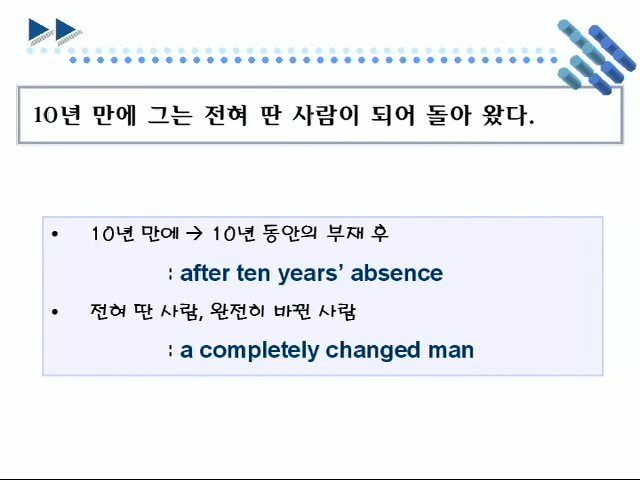 10년 만에 그는 전혀 딴 사람이 되어 돌아 왔다.
• 10년 만에 → 10년 동안의 부재 후
: after ten years’ absence
• 전혀 딴 사람, 완전히 바뀐 사람
: a completely changed man